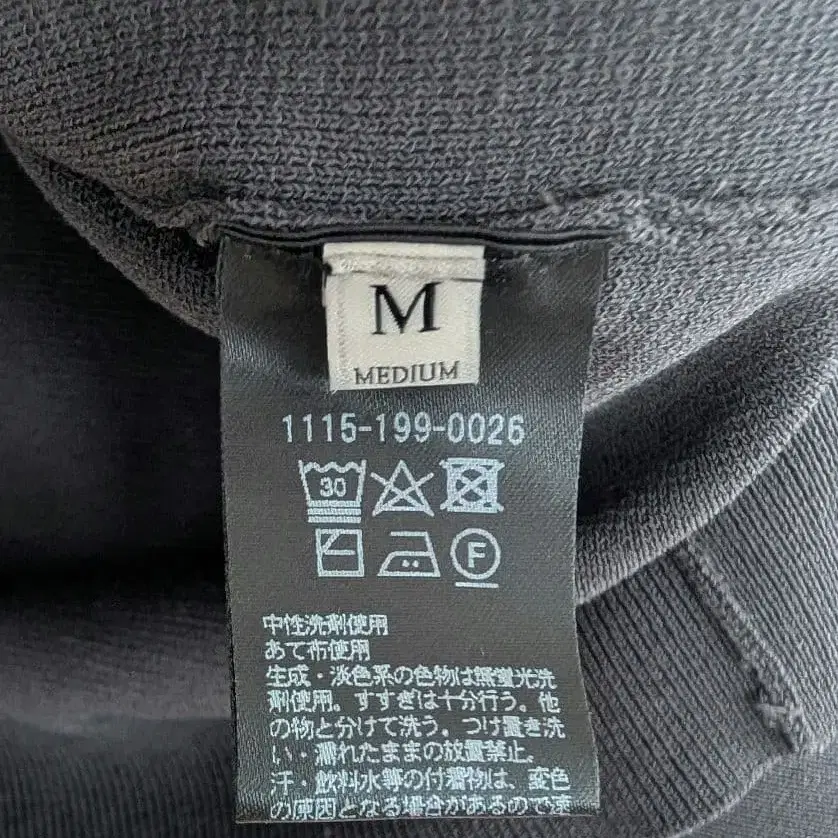 M
MEDIUM
1115-199-0026
30
F
中性洗剤使用
あて布使用
生成・淡色系の色物は無蛍光洗
剤使用。すすぎは十分行う。他
の物と分けて洗う。つけ置き洗
い・濡れたままの放置禁止。
汗・飲料水等の付着物は、変色
の原因となる場合があるので速